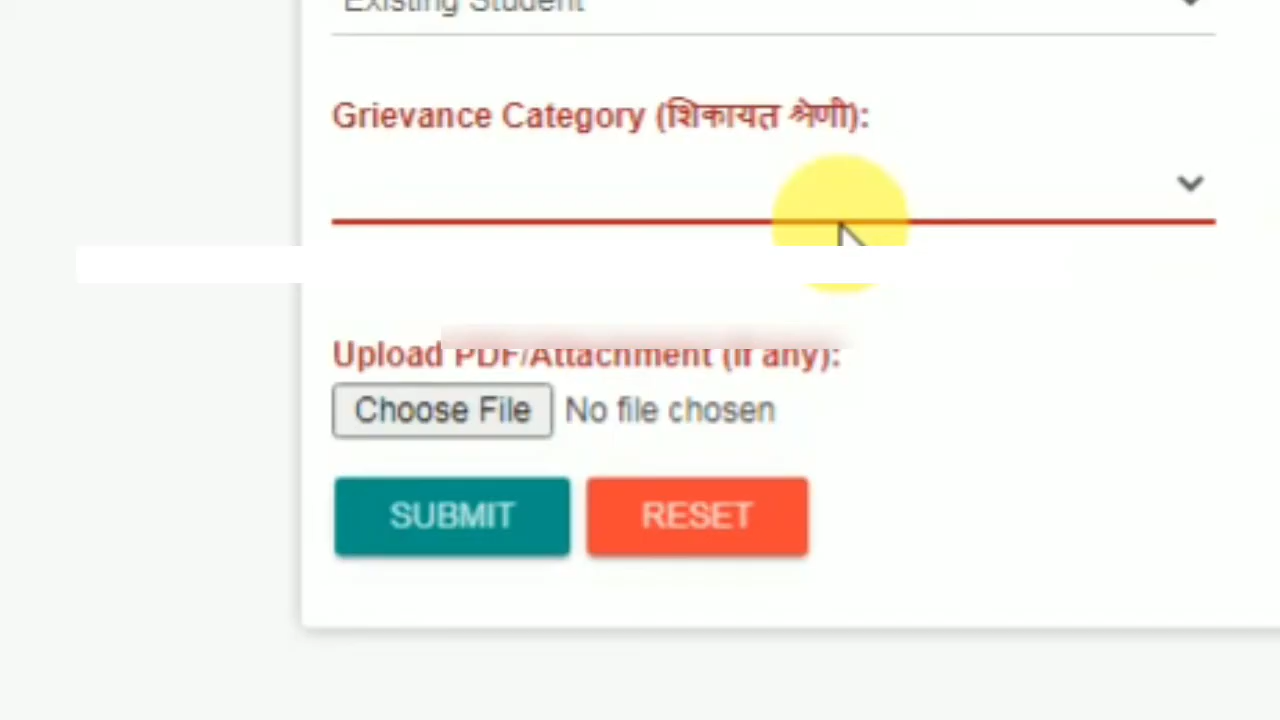 Existing Student
Grievance Category (शिकायत श्रेणी):
Upload PDF/Attachment (if any):
Choose File No file chosen
SUBMIT RESET